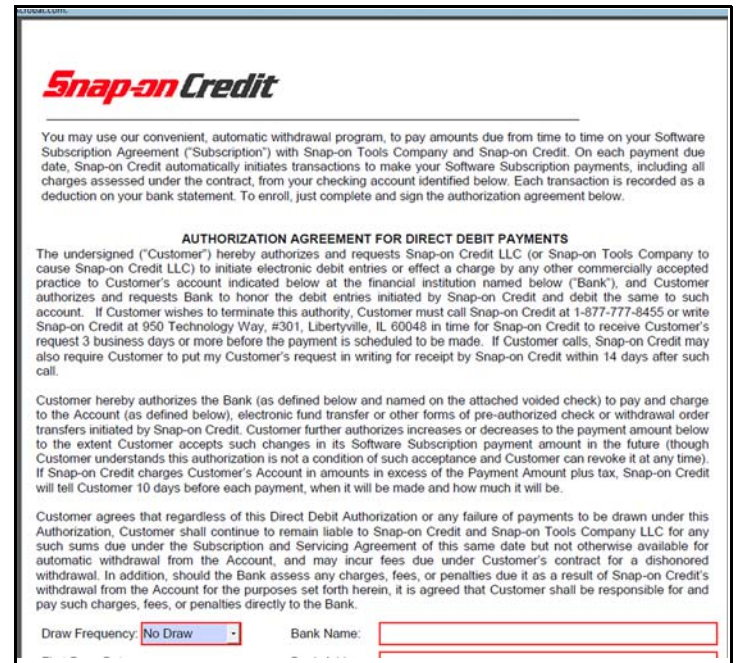 Snap-on Credit
You may use our convenient, automatic withdrawal program, to pay amounts due from time to time on your Software
Subscription Agreement ("Subscription") with Snap-on Tools Company and Snap-on Credit. On each payment due
date, Snap-on Credit automatically initiates transactions to make your Software Subscription payments, including all
charges assessed under the contract, from your checking account identified below. Each transaction is recorded as a
deduction on your bank statement. To enroll, just complete and sign the authorization agreement below.
AUTHORIZATION AGREEMENT FOR DIRECT DEBIT PAYMENTS
The undersigned ("Customer") hereby authorizes and requests Snap-on Credit LLC (or Snap-on Tools Company to
cause Snap-on Credit LLC) to initiate electronic debit entries or effect a charge by any other commercially accepted
practice to Customer's account indicated below at the financial institution named below ("Bank"), and Customer
authorizes and requests Bank to honor the debit entries initiated by Snap-on Credit and debit the same to such
account. If Customer wishes to terminate this authority, Customer must call Snap-on Credit at 1-877-777-8455 or write
Snap-on Credit at 950 Technology Way, #301, Libertyville, IL 60048 in time for Snap-on Credit to receive Customer's
request 3 business days or more before the payment is scheduled to be made. If Customer calls, Snap-on Credit may
also require Customer to put my Customer's request in writing for receipt by Snap-on Credit within 14 days after such
call.
Customer hereby authorizes the Bank (as defined below and named on the attached voided check) to pay and charge
to the Account (as defined below), electronic fund transfer or other forms of pre-authorized check or withdrawal order
transfers initiated by Snap-on Credit. Customer further authorizes increases or decreases to the payment amount below
to the extent Customer accepts such changes in its Software Subscription payment amount in the future (though
Customer understands this authorization is not a condition of such acceptance and Customer can revoke it at any time).
If Snap-on Credit charges Customer's Account in amounts in excess of the Payment Amount plus tax, Snap-on Credit
will tell Customer 10 days before each payment, when it will be made and how much it will be.
Customer agrees that regardless of this Direct Debit Authorization or any failure of payments to be drawn under this
Authorization, Customer shall continue to remain liable to Snap-on Credit and Snap-on Tools Company LLC for any
such sums due under the Subscription and Servicing Agreement of this same date but not otherwise available for
automatic withdrawal from the Account, and may incur fees due under Customer's contract for a dishonored
withdrawal. In addition, should the Bank assess any charges, fees, or penalties due it as a result of Snap-on Credit's
withdrawal from the Account for the purposes set forth herein, it is agreed that Customer shall be responsible for and
pay such charges, fees, or penalties directly to the Bank.
Draw Frequency: No Draw Bank Name: